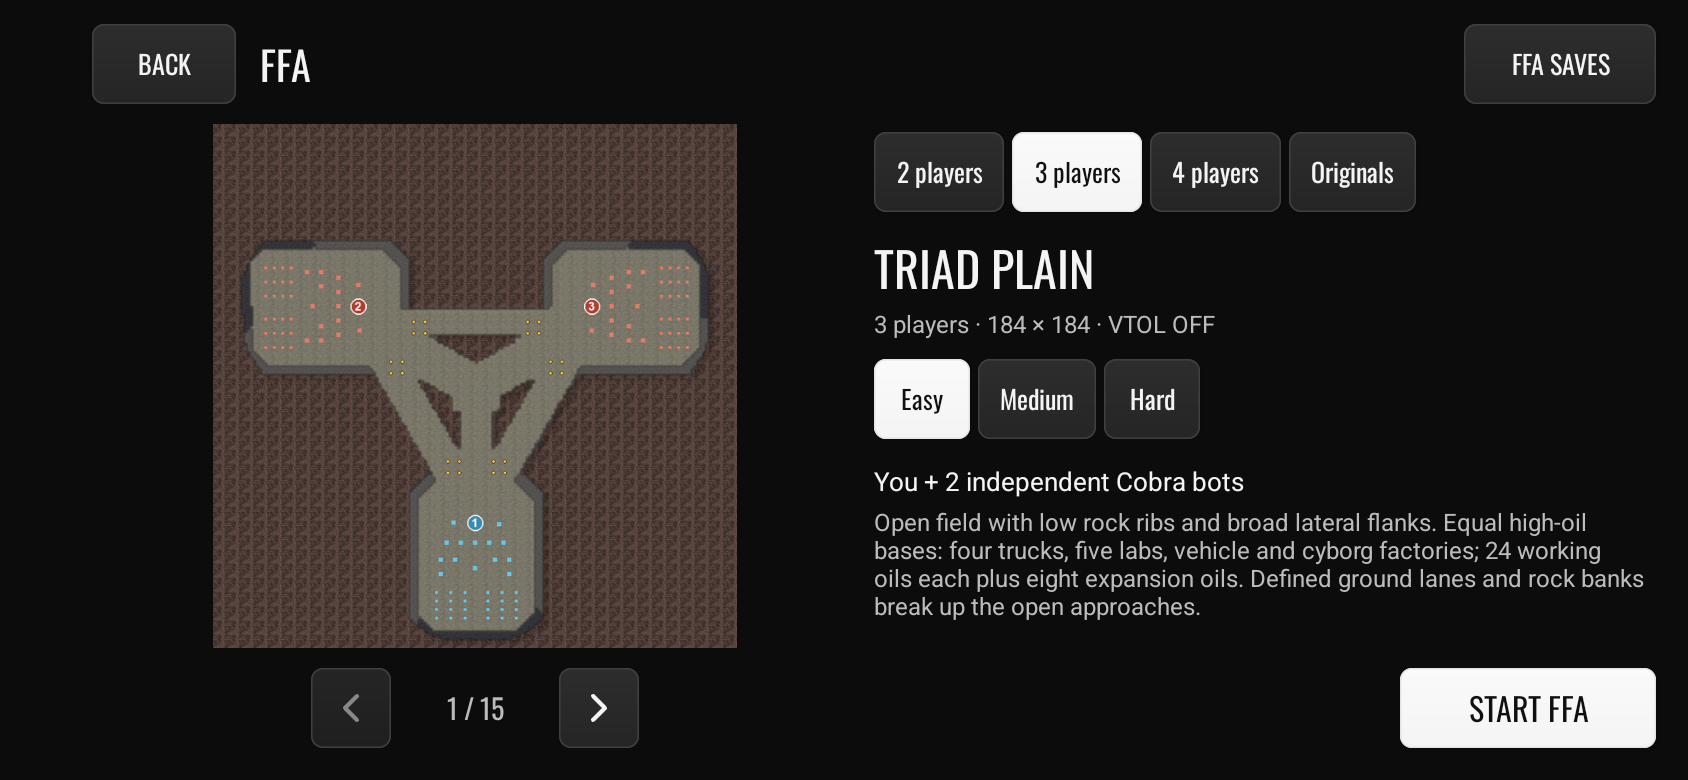 BACK
FFA
FFA SAVES
2 players
3 players
4 players
Originals
2
3
1
TRIAD PLAIN
3 players · 184 × 184 · VTOL OFF
Easy
Medium
Hard
You + 2 independent Cobra bots
Open field with low rock ribs and broad lateral flanks. Equal high-oil
bases: four trucks, five labs, vehicle and cyborg factories; 24 working
oils each plus eight expansion oils. Defined ground lanes and rock banks
break up the open approaches.
1 / 15
START FFA